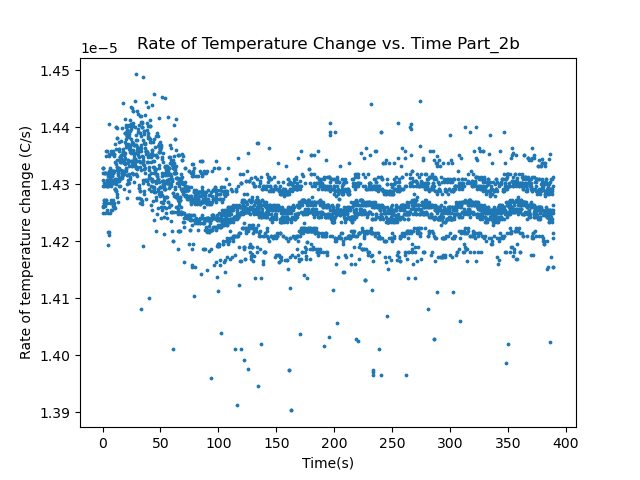 Rate of Temperature Change vs. Time Part_2b
1e−5
1.45
1.44
1.43
1.42
1.41
1.40
1.39
Rate of temperature change (C/s)
0 50 100 150 200 250 300 350 400
Time(s)